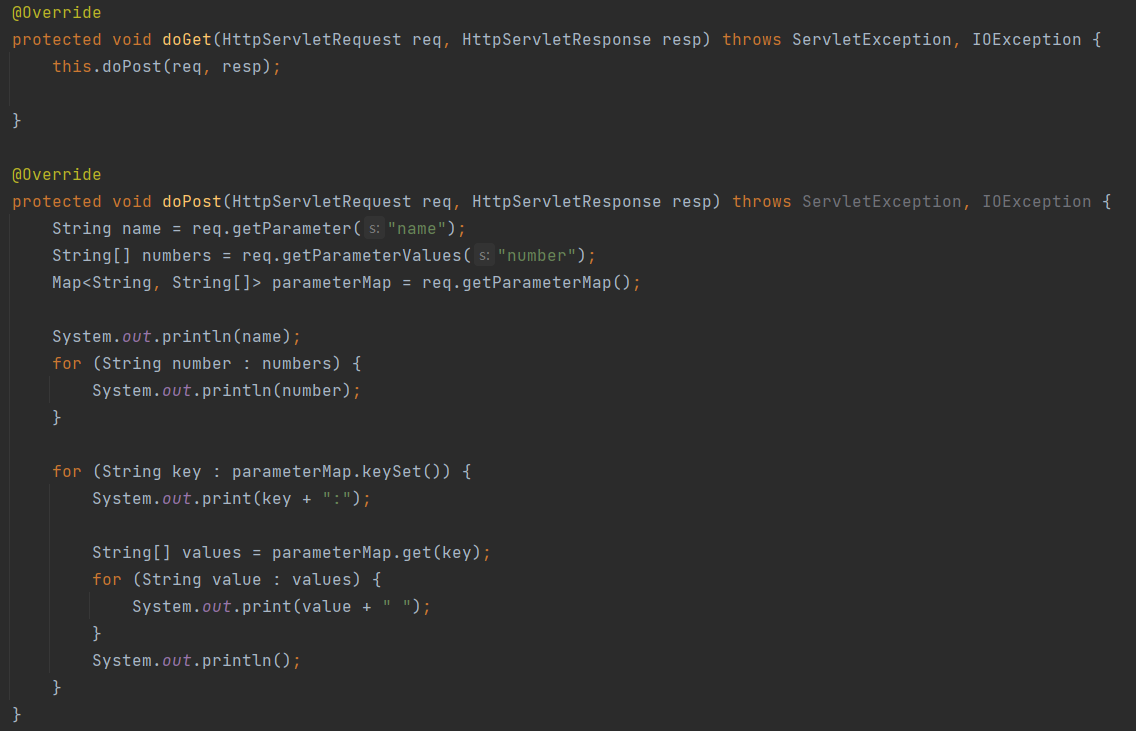 @Override
protected void doGet(HttpServletRequest req, HttpServletResponse resp) throws ServletException, IOException {
    this.doPost(req, resp);
}
@Override
protected void doPost(HttpServletRequest req, HttpServletResponse resp) throws ServletException, IOException {
    String name = req.getParameter( s: "name");
    String[] numbers = req.getParameterValues( s: "number");
    Map<String, String[]> parameterMap = req.getParameterMap();
    System.out.println(name);
    for (String number : numbers) {
        System.out.println(number);
    }
    for (String key : parameterMap.keySet()) {
        System.out.print(key + ":");
        String[] values = parameterMap.get(key);
        for (String value : values) {
            System.out.print(value + " ");
        }
        System.out.println();
    }
}